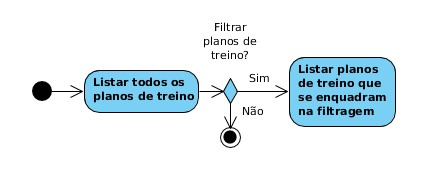 Filtrar
planos de
treino?
Listar todos os
planos de treino
Sim
Não
Listar planos
de treino que
se enquadram
na filtragem